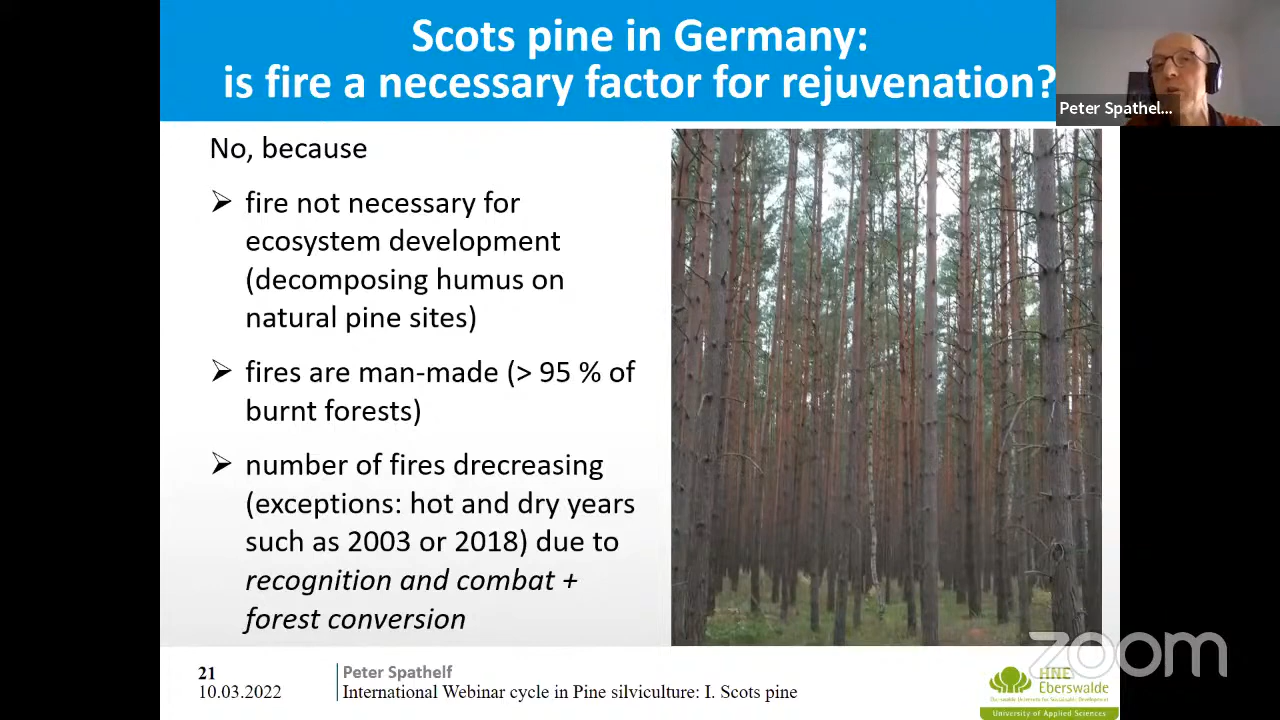 Scots pine in Germany:
is fire a necessary factor for rejuvenation?
Peter Spathel...
No, because
fire not necessary for
ecosystem development
(decomposing humus on
natural pine sites)
fires are man-made (> 95 % of
burnt forests)
number of fires drecreasing
(exceptions: hot and dry years
such as 2003 or 2018) due to
recognition and combat +
forest conversion
zoom
21
Peter Spathelf
10.03.2022
International Webinar cycle in Pine silviculture: I. Scots pine
HNE
Eberswalde
University of Applied Sciences